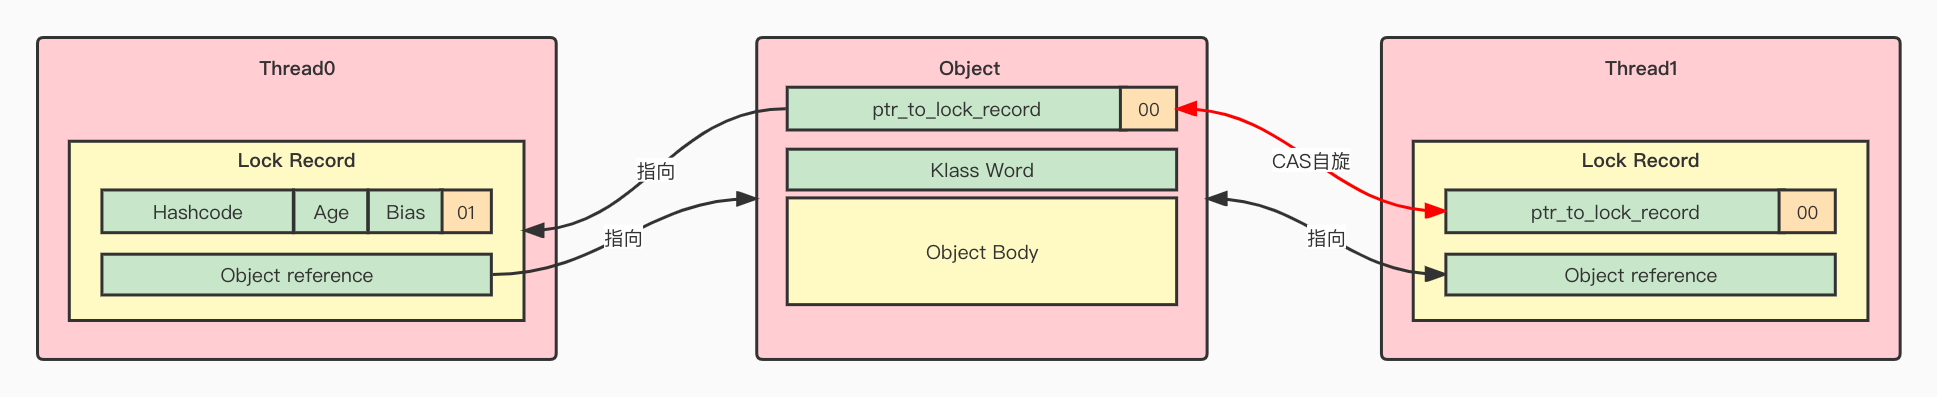 Thread0
Lock Record
Hashcode Age Bias 01
Object reference
指向
指向
Object
ptr_to_lock_record 00
Klass Word
Object Body
CAS自旋
指向
Thread1
Lock Record
ptr_to_lock_record 00
Object reference